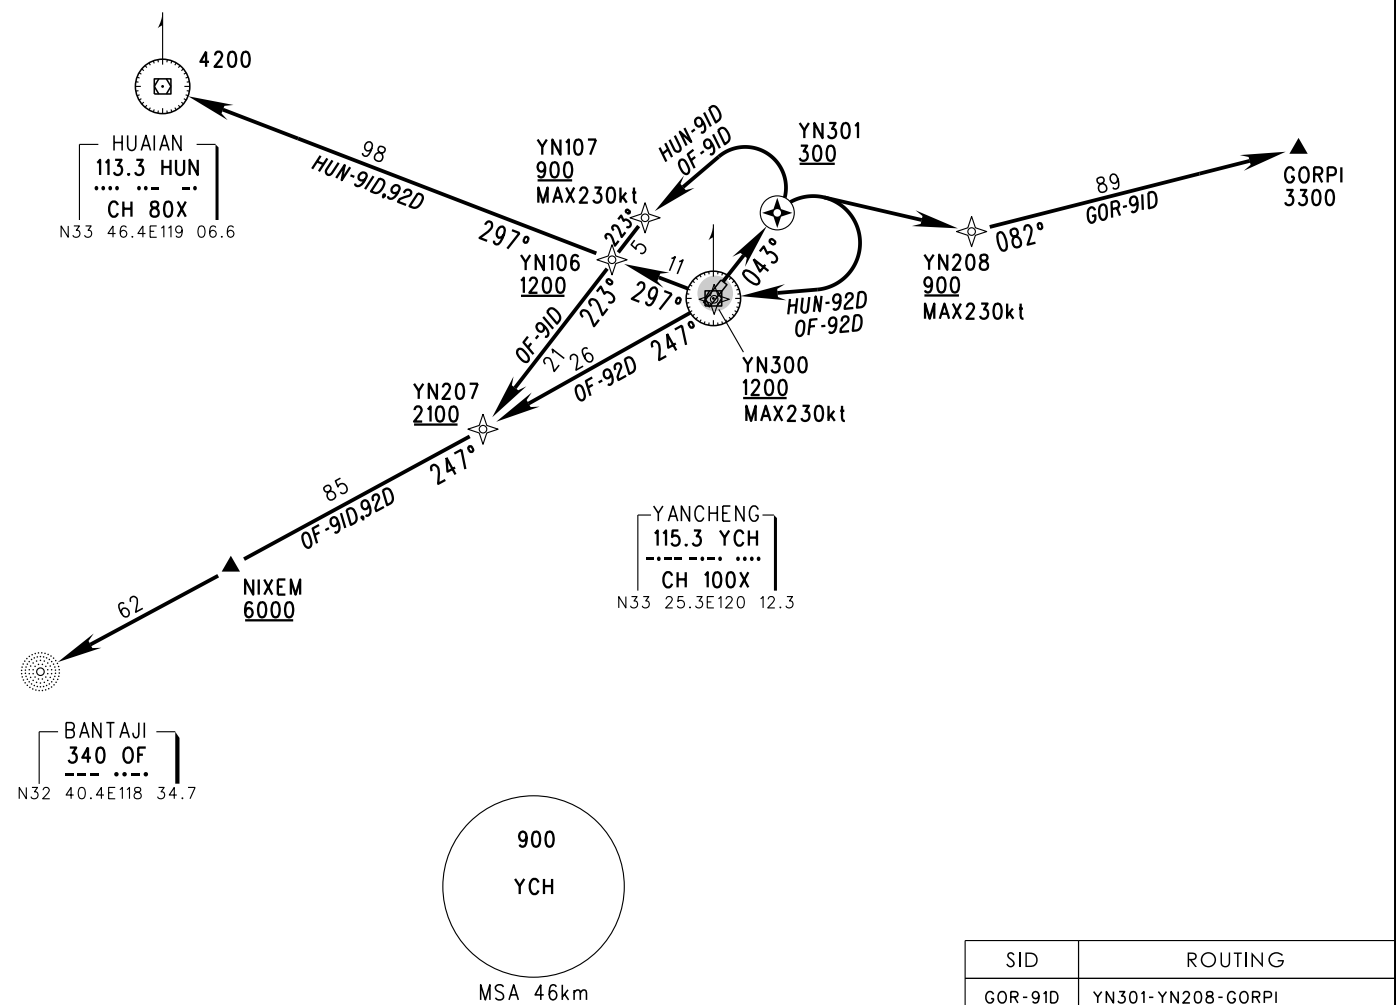 4200
HUAIAN
113.3 HUN
CH 80X
N33 46.4E119 06.6
98
HUN-91D,92D
297°
YN107
900
MAX230kt
HUN-91D
OF-91D
YN301
300
GORPI
3300
89
GOR-91D
082°
YN208
900
MAX230kt
223°
5
YN106
1200
11
297°
043°
223°
OF-91D
21
26
OF-92D
247°
HUN-92D
OF-92D
YN300
1200
MAX230kt
YN207
2100
247°
85
OF-91D,92D
YANCHENG
115.3 YCH
CH 100X
N33 25.3E120 12.3
NIXEM
6000
62
BANTAJI
340 OF
N32 40.4E118 34.7
900
YCH
MSA 46km
SID ROUTING
GOR-91D YN301-YN208-GORPI